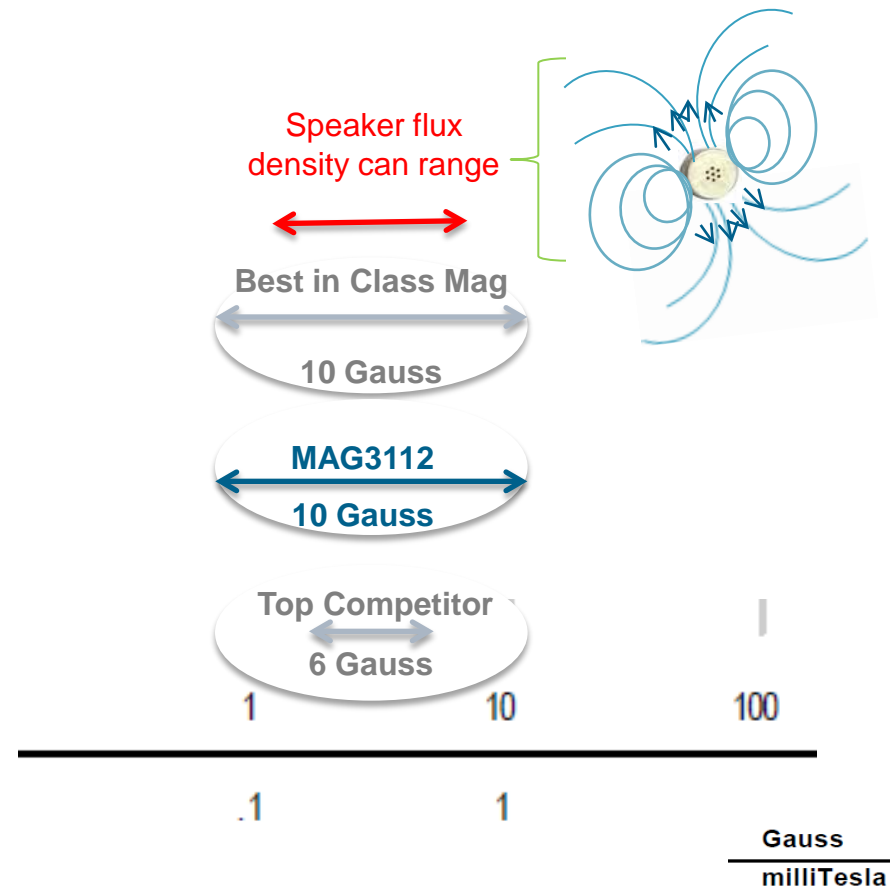 Speaker flux
density can range
Best in Class Mag
10 Gauss
MAG3112
10 Gauss
Top Competitor
6 Gauss
1 10 100
.1 1
Gauss
milliTesla